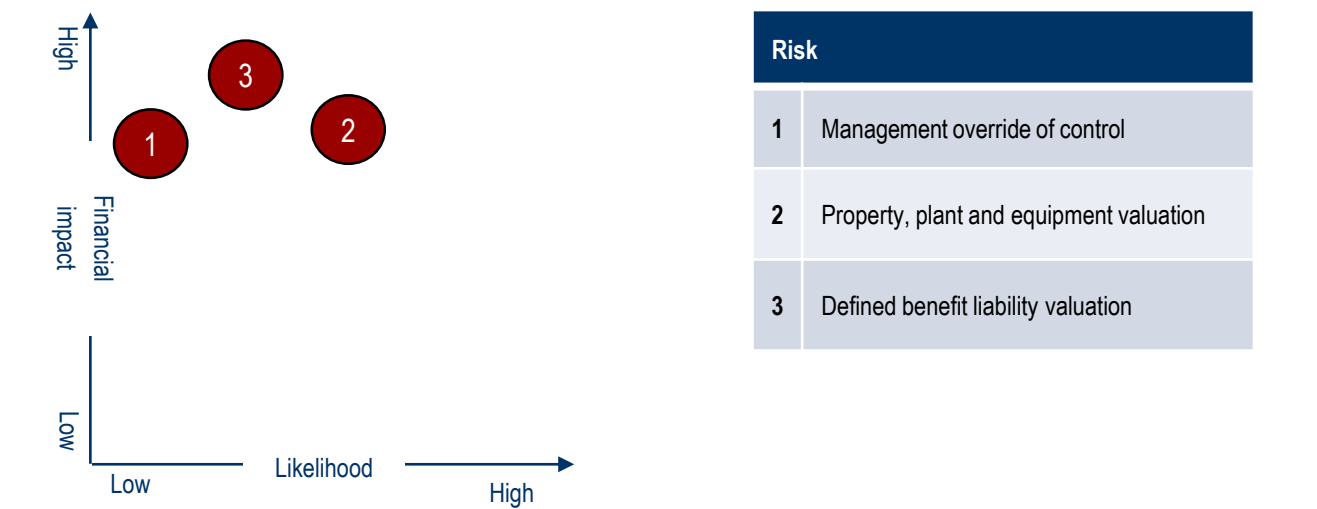 High
3
2
1
Financial
impact
Low
Likelihood
Low
High
Risk
1 Management override of control
2 Property, plant and equipment valuation
3 Defined benefit liability valuation